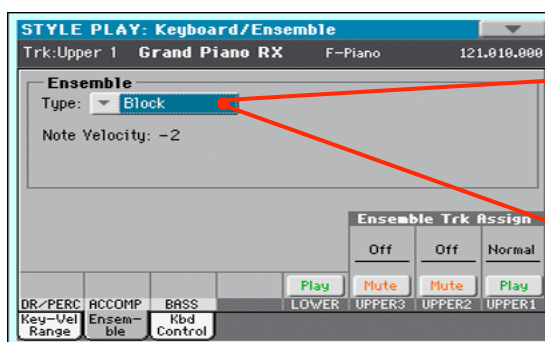 STYLE PLAY: Keyboard/Ensemble
Trk:Upper 1 Grand Piano RX F-Piano 121.010.000
Ensemble
Type: Block
Note Velocity: -2
Ensemble Trk Assign
Off Off Normal
Play Mute Mute Play
DR/PERC ACCOMP BASS LOWER UPPER3 UPPER2 UPPER1
Key-Vel Range Ensem-ble Kbd Control